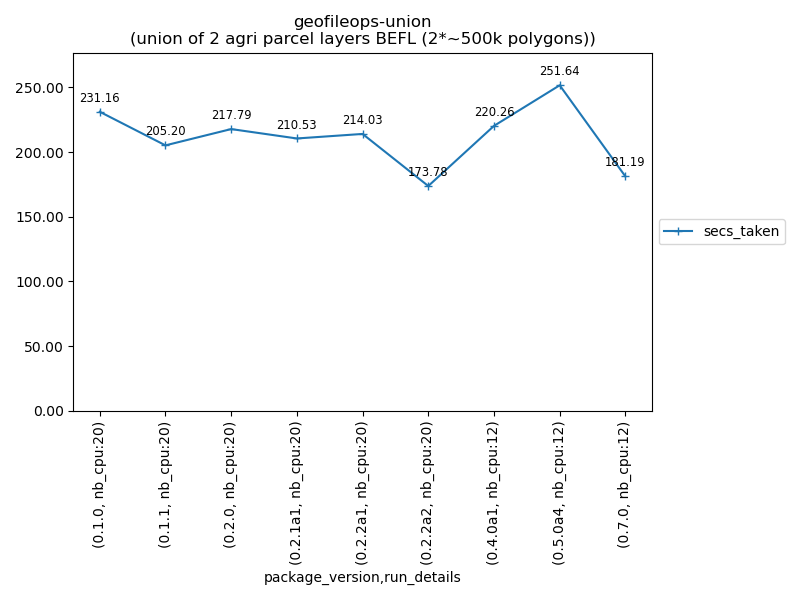 geofileops-union
(union of 2 agri parcel layers BEFL (2*~500k polygons))
250.00
200.00
150.00
100.00
50.00
0.00
231.16
205.20
217.79
210.53
214.03
173.78
220.26
251.64
181.19
secs_taken
(0.1.0, nb_cpu:20)
(0.1.1, nb_cpu:20)
(0.2.0, nb_cpu:20)
(0.2.1a1, nb_cpu:20)
(0.2.2a1, nb_cpu:20)
(0.2.2a2, nb_cpu:20)
(0.4.0a1, nb_cpu:12)
(0.5.0a4, nb_cpu:12)
(0.7.0, nb_cpu:12)
package_version,run_details